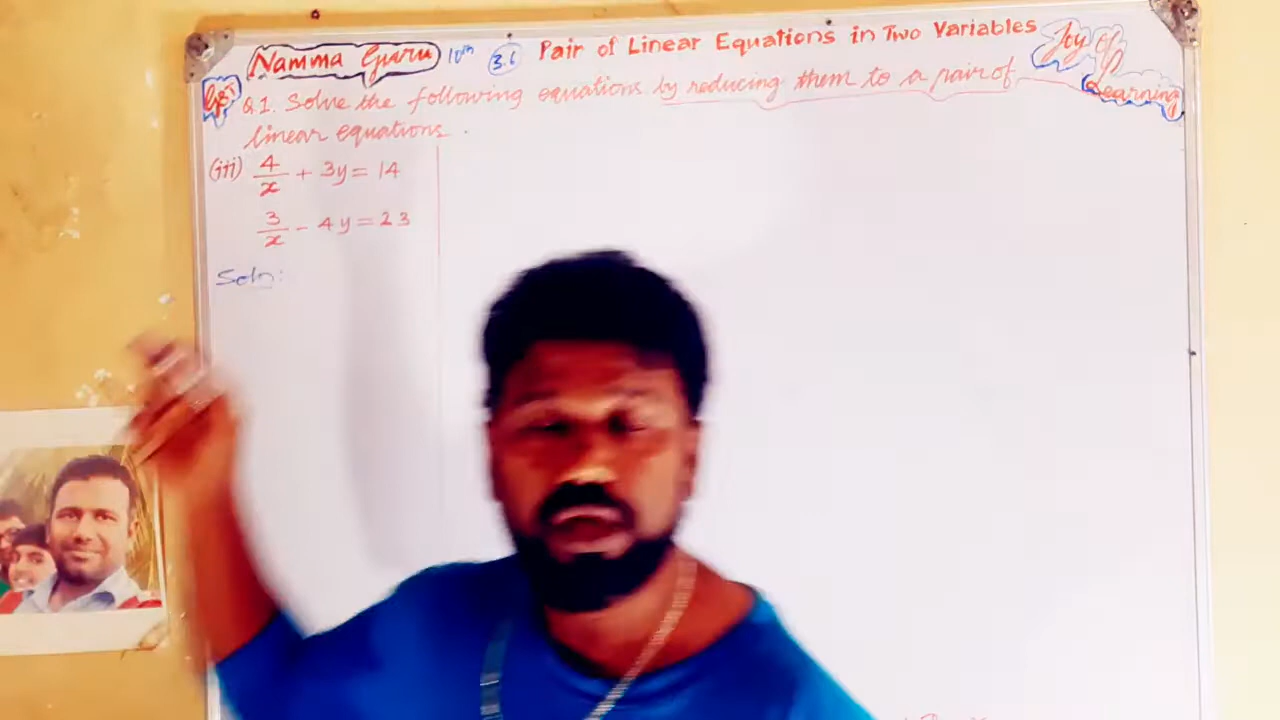 Namma Guru 10th 3.6 Pair of Linear Equations in Two Variables Joy of Learning
Q1. Solve the following equations by reducing them to a pair of
linear equations.
(iii) 4/x + 3y = 14
3/x - 4y = 23
Soln: